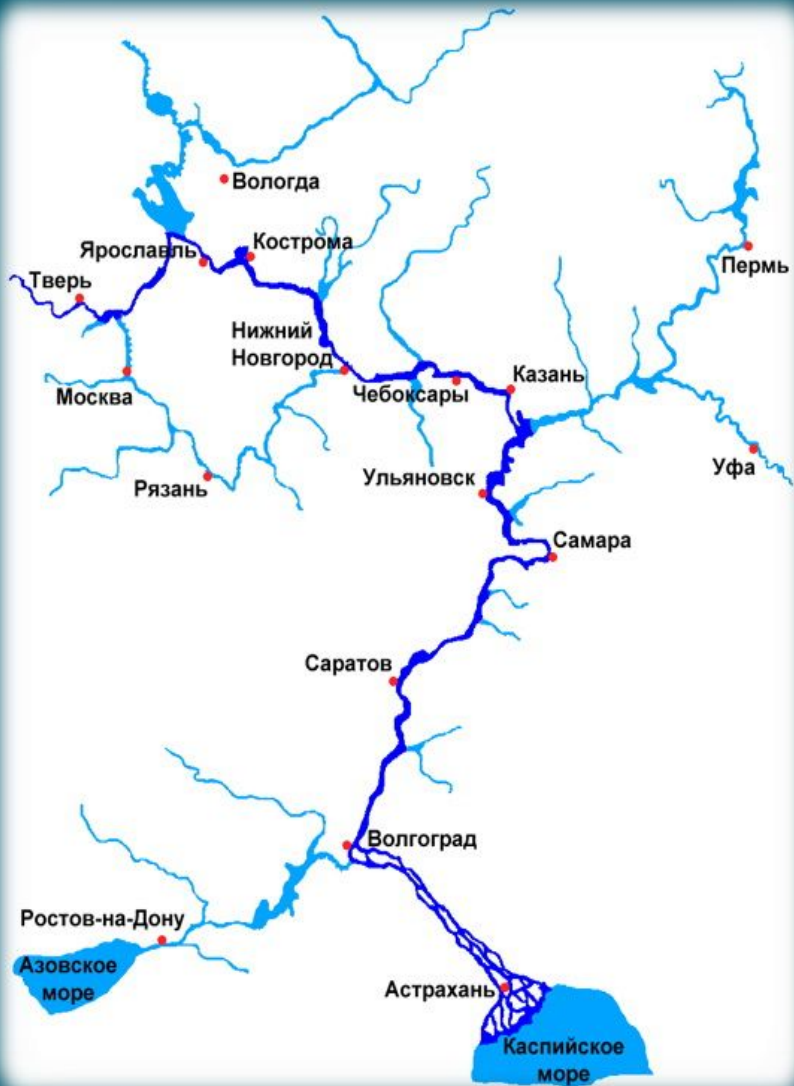 Вологда
Ярославль
Кострома
Тверь
Пермь
Нижний
Новгород
Москва
Чебоксары
Казань
Рязань
Ульяновск
Уфа
Самара
Саратов
Волгоград
Ростов-на-Дону
Азовское
море
Астрахань
Каспийское
море